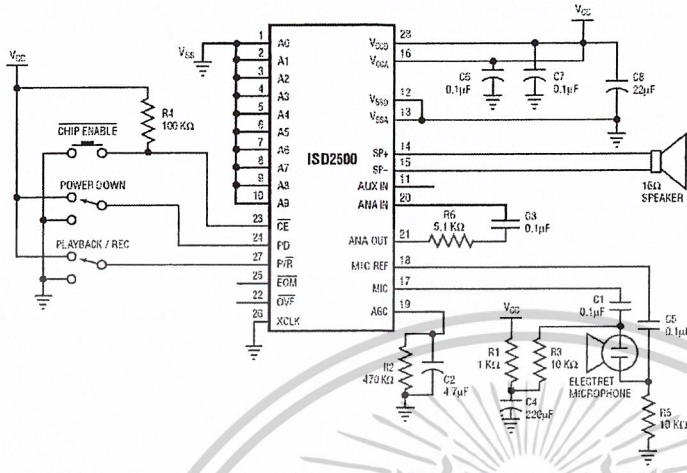 VCC
VSS
CHIP ENABLE
R4
100 KΩ
POWER DOWN
PLAYBACK / REC
1 A0
2 A1
3 A2
4 A3
5 A4
6 A5
7 A6
8 A7
9 A8
10 A9
23 CE
24 PD
27 P/R
25 EOM
22 OVF
26 XCLK
ISD2500
VCCD 28
VCCA 16
VSSD 12
VSSA 13
SP+ 14
SP– 15
AUX IN 11
ANA IN 20
ANA OUT 21
MIC REF 18
MIC 17
AGC 19
VCC
C6
0.1µF
C7
0.1µF
C8
22µF
16Ω
SPEAKER
R6
5.1 KΩ
C3
0.1µF
C1
0.1µF
C5
0.1µF
VCC
R1
1 KΩ
R3
10 KΩ
C4
220µF
R2
470 KΩ
C2
4.7µF
ELECTRET
MICROPHONE
R5
10 KΩ